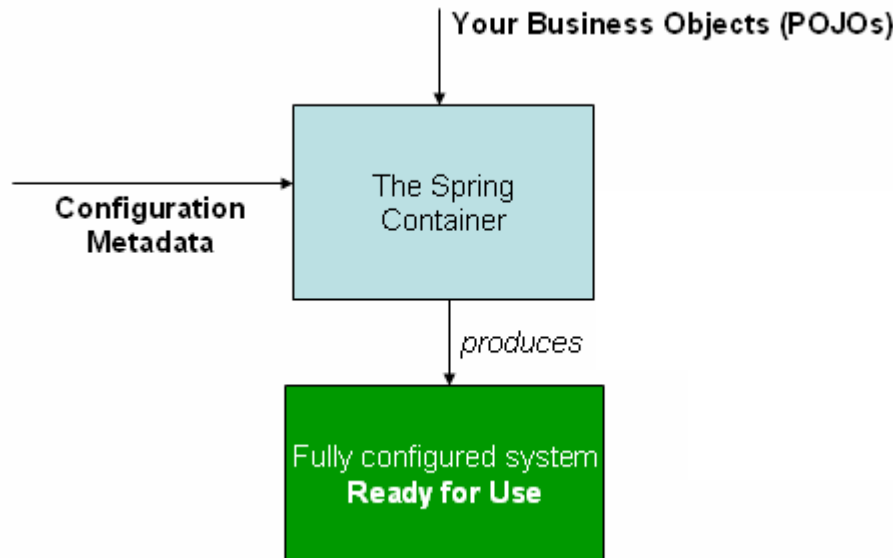 Your Business Objects (POJOs)
The Spring
Container
Configuration
Metadata
produces
Fully configured system
Ready for Use